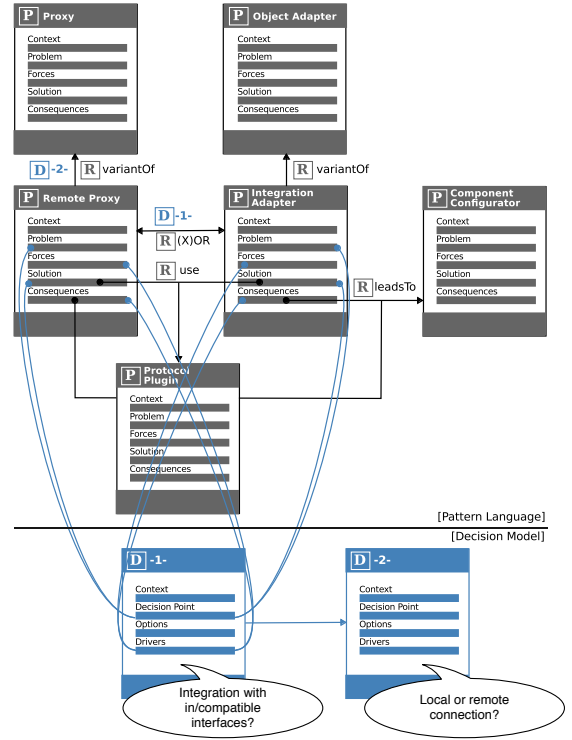 P Proxy
Context
Problem
Forces
Solution
Consequences
P Object Adapter
Context
Problem
Forces
Solution
Consequences
D -2-
R variantOf
R variantOf
P Remote Proxy
Context
Problem
Forces
Solution
Consequences
D -1-
R (X)OR
R use
P Integration
Adapter
Context
Problem
Forces
Solution
Consequences
R leadsTo
P Component
Configurator
Context
Problem
Forces
Solution
Consequences
P Protocol
Plugin
Context
Problem
Forces
Solution
Consequences
[Pattern Language]
[Decision Model]
D -1-
Context
Decision Point
Options
Drivers
D -2-
Context
Decision Point
Options
Drivers
Integration with
in/compatible
interfaces?
Local or remote
connection?